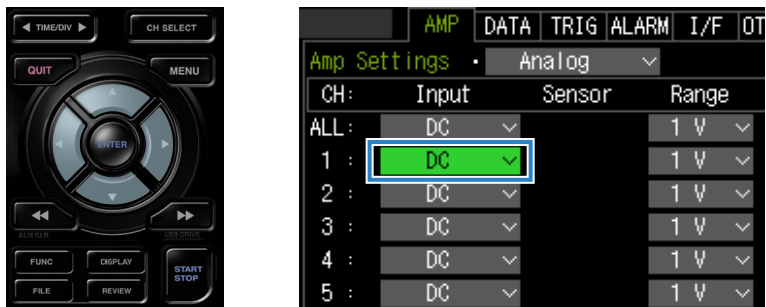 ◀ TIME/DIV ▶ CH SELECT
QUIT MENU
ENTER
ALM CLR USB DRIVE
FUNC DISPLAY START STOP
FILE REVIEW
AMP DATA TRIG ALARM I/F OT
Amp Settings · Analog
CH: Input Sensor Range
ALL: DC 1 V
1 : DC 1 V
2 : DC 1 V
3 : DC 1 V
4 : DC 1 V
5 : DC 1 V